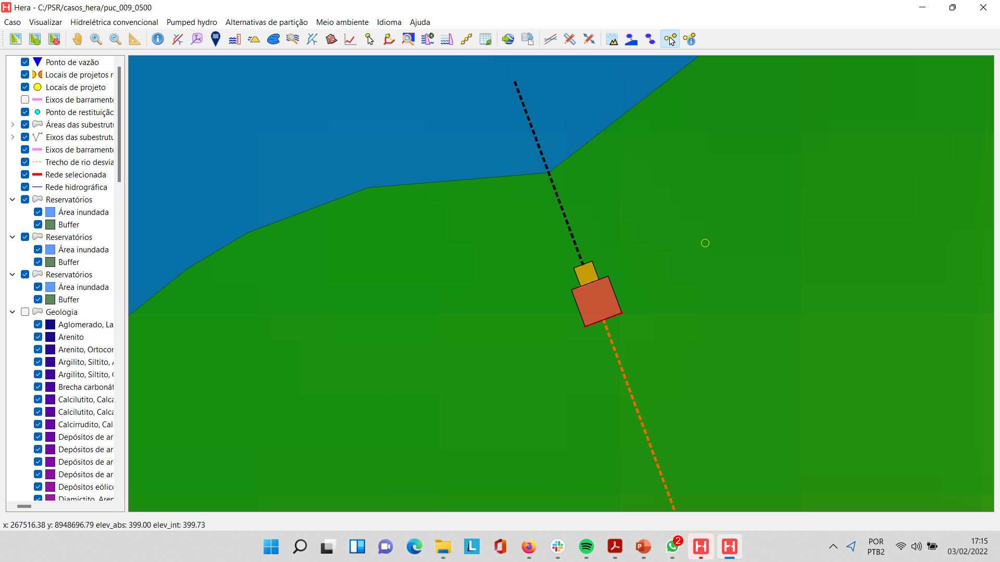 Hera - C:/PSR/casos_hera/puc_009_0500
Caso Visualizar Hidrelétrica convencional Pumped hydro Alternativas de partição Meio ambiente Idioma Ajuda
Ponto de vazão
Locais de projetos r
Locais de projeto
Eixos de barramento
Ponto de restituição
Áreas das subestrutu
Eixos das subestrutu
Eixos de barramento
Trecho de rio desvia
Rede selecionada
Rede hidrográfica
Reservatórios
Área inundada
Buffer
Reservatórios
Área inundada
Buffer
Reservatórios
Área inundada
Buffer
Geologia
Aglomerado, La
Arenito
Arenito, Ortocor
Argilito, Siltito,
Argilito, Siltito,
Brecha carbonát
Calcilutito, Calca
Calcilutito, Calca
Calcirrudito, Cal
Depósitos de ar
Depósitos de ar
Depósitos de ar
Depósitos de ar
Depósitos eólico
Diamictito, Aren
x: 267516.38 y: 8948696.79 elev_abs: 399.00 elev_int: 399.73
2
POR
PTB2
17:15
03/02/2022